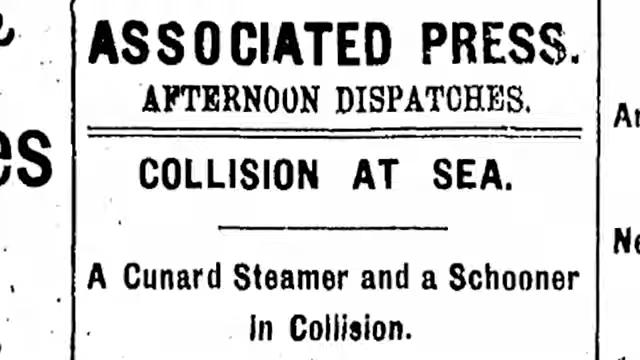 ASSOCIATED PRESS.
AFTERNOON DISPATCHES.
COLLISION AT SEA.
A Cunard Steamer and a Schooner
in Collision.